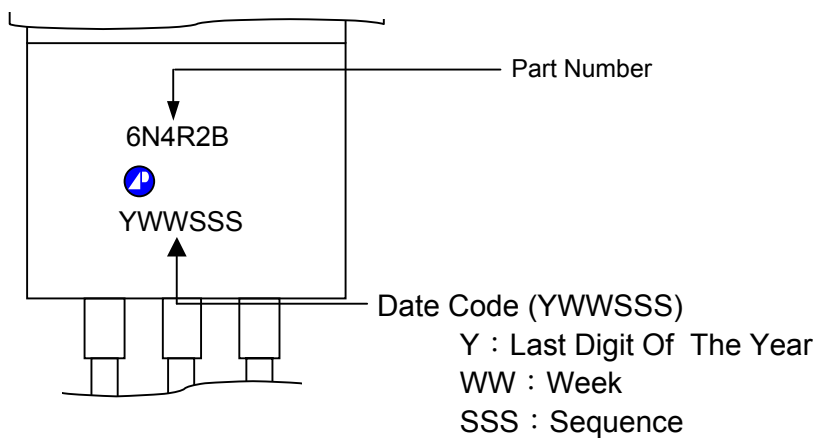 Part Number
6N4R2B
YWWSSS
Date Code (YWWSSS)
Y：Last Digit Of The Year
WW：Week
SSS：Sequence